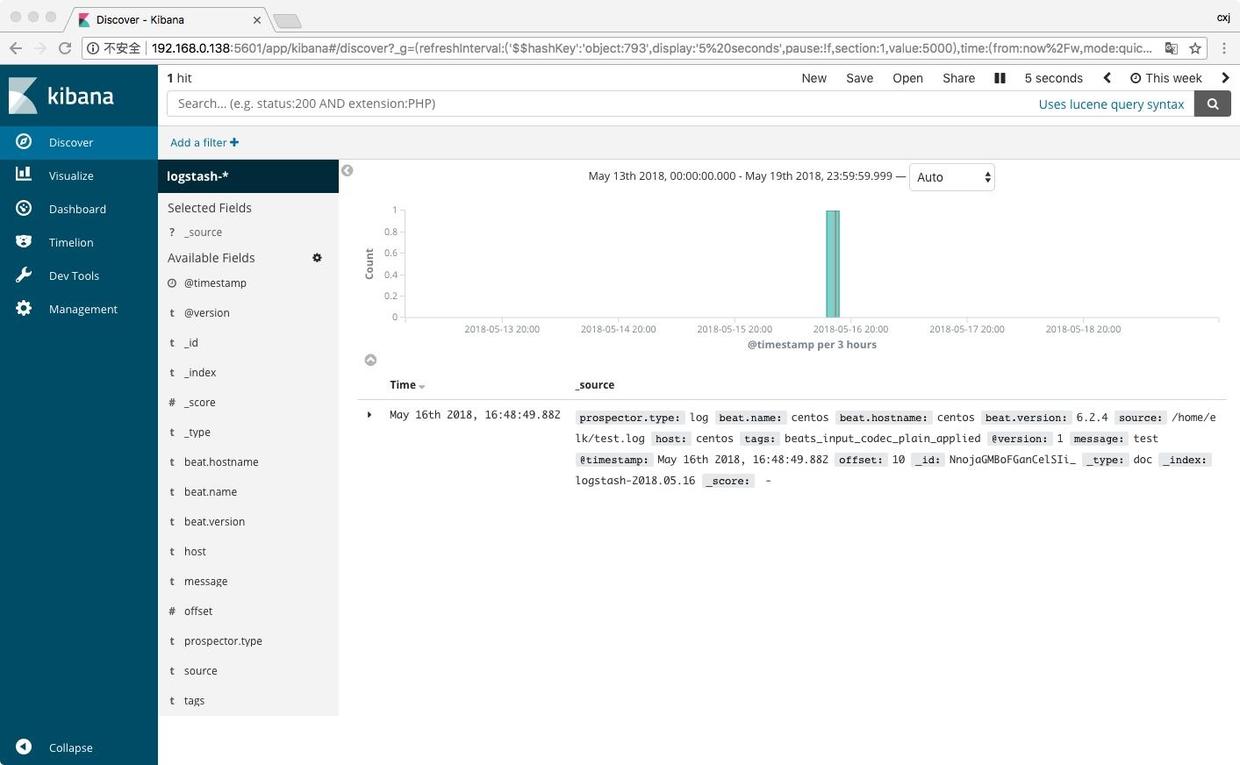 Discover - Kibana
cxj
不安全 192.168.0.138:5601/app/kibana#/discover?_g=(refreshInterval:('$$hashKey':'object:793',display:'5%20seconds',pause:!f,section:1,value:5000),time:(from:now%2Fw,mode:quic...
kibana
Discover
Visualize
Dashboard
Timelion
Dev Tools
Management
Collapse
1 hit
New Save Open Share 5 seconds This week
Search... (e.g. status:200 AND extension:PHP)
Uses lucene query syntax
Add a filter
logstash-*
Selected Fields
? _source
Available Fields
@timestamp
t @version
t _id
t _index
# _score
t _type
t beat.hostname
t beat.name
t beat.version
t host
t message
# offset
t prospector.type
t source
t tags
May 13th 2018, 00:00:00.000 - May 19th 2018, 23:59:59.999 — Auto
Count
1
0.8
0.6
0.4
0.2
0
2018-05-13 20:00 2018-05-14 20:00 2018-05-15 20:00 2018-05-16 20:00 2018-05-17 20:00 2018-05-18 20:00
@timestamp per 3 hours
Time _source
May 16th 2018, 16:48:49.882 prospector.type: log beat.name: centos beat.hostname: centos beat.version: 6.2.4 source: /home/e
lk/test.log host: centos tags: beats_input_codec_plain_applied @version: 1 message: test
@timestamp: May 16th 2018, 16:48:49.882 offset: 10 _id: NnojaGMBoFGanCelSIi_ _type: doc _index:
logstash-2018.05.16 _score: -